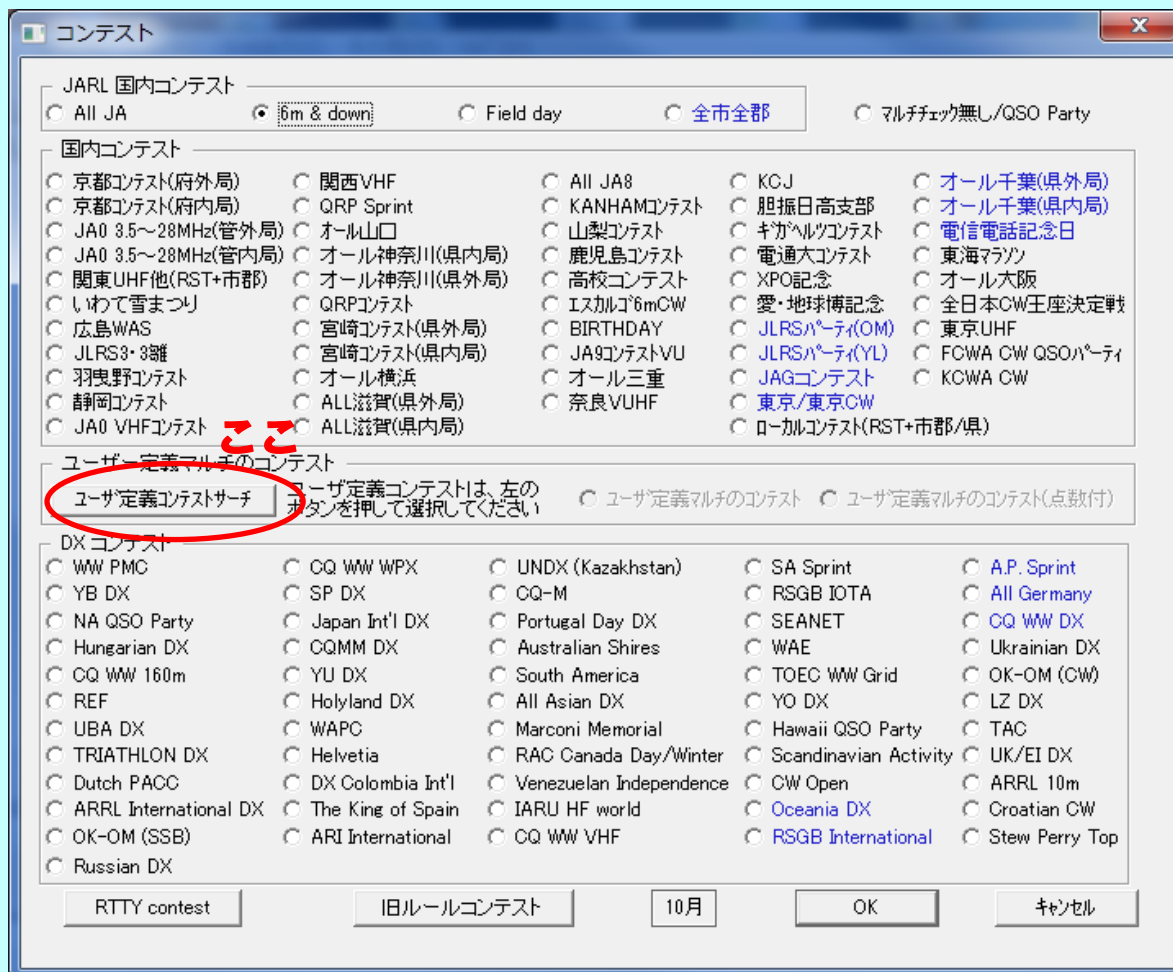 コンテスト
JARL 国内コンテスト
All JA 6m & down Field day 全市全郡 マルチチェック無し/QSO Party
国内コンテスト
京都コンテスト(府外局) 関西VHF All JA8 KCJ オール千葉(県外局)
京都コンテスト(府内局) QRP Sprint KANHAMコンテスト 胆振日高支部 オール千葉(県内局)
JA0 3.5～28MHz(管外局) オール山口 山梨コンテスト ギガヘルツコンテスト 電信電話記念日
JA0 3.5～28MHz(管内局) オール神奈川(県内局) 鹿児島コンテスト 電通大コンテスト 東海マラソン
関東UHF他(RST+市郡) オール神奈川(県外局) 高校コンテスト XPO記念 オール大阪
いわて雪まつり QRPコンテスト エスカルゴ6mCW 愛・地球博記念 全日本CW王座決定戦
広島WAS 宮崎コンテスト(県外局) BIRTHDAY JLRSパーティ(OM) 東京UHF
JLRS3・3雛 宮崎コンテスト(県内局) JA9コンテストVU JLRSパーティ(YL) FCWA CW QSOパーティ
羽曳野コンテスト オール横浜 オール三重 JAGコンテスト KCWA CW
静岡コンテスト ALL滋賀(県外局) 奈良VUHF 東京/東京CW
JA0 VHFコンテスト ALL滋賀(県内局) ローカルコンテスト(RST+市郡/県)
ここ
ユーザー定義マルチのコンテスト
ユーザ定義コンテストサーチ ユーザ定義コンテストは、左の
ボタンを押して選択してください ユーザ定義マルチのコンテスト ユーザ定義マルチのコンテスト(点数付)
DX コンテスト
WW PMC CQ WW WPX UNDX (Kazakhstan) SA Sprint A.P. Sprint
YB DX SP DX CQ-M RSGB IOTA All Germany
NA QSO Party Japan Int'l DX Portugal Day DX SEANET CQ WW DX
Hungarian DX CQMM DX Australian Shires WAE Ukrainian DX
CQ WW 160m YU DX South America TOEC WW Grid OK-OM (CW)
REF Holyland DX All Asian DX YO DX LZ DX
UBA DX WAPC Marconi Memorial Hawaii QSO Party TAC
TRIATHLON DX Helvetia RAC Canada Day/Winter Scandinavian Activity UK/EI DX
Dutch PACC DX Colombia Int'l Venezuelan Independence CW Open ARRL 10m
ARRL International DX The King of Spain IARU HF world Oceania DX Croatian CW
OK-OM (SSB) ARI International CQ WW VHF RSGB International Stew Perry Top
Russian DX
RTTY contest 旧ルールコンテスト 10月 OK キャンセル